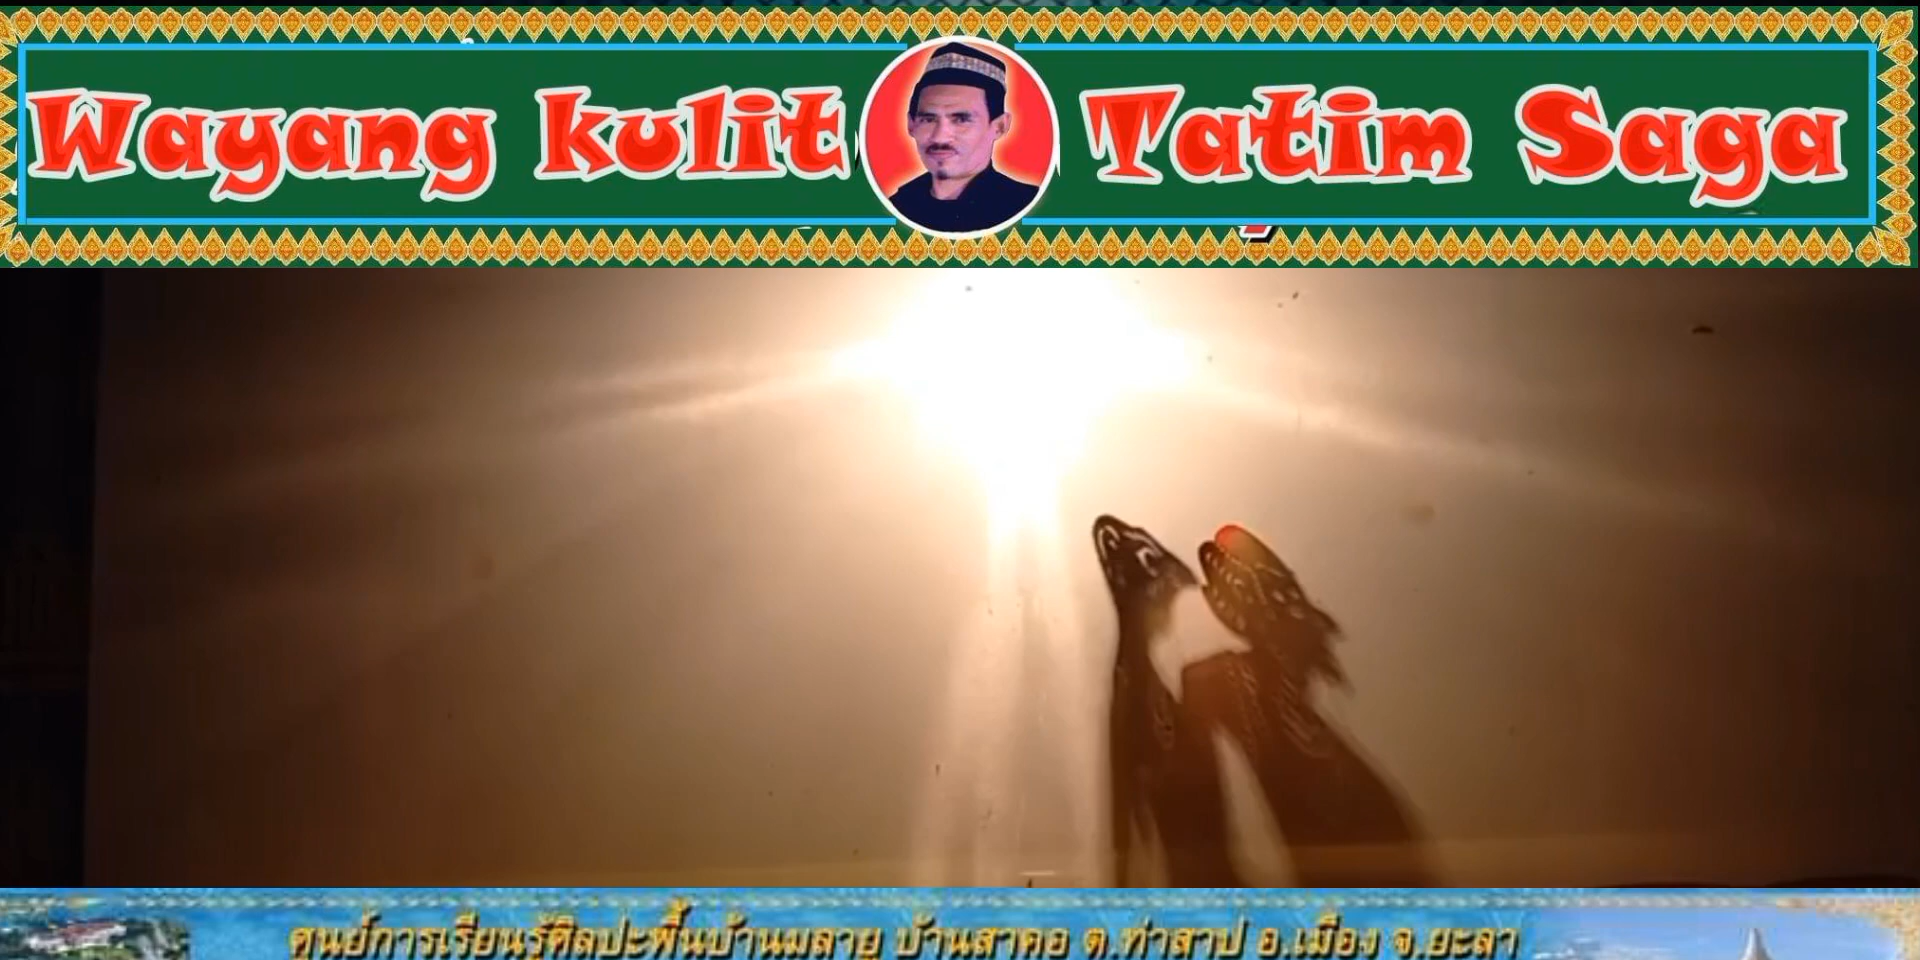 Wayang kulit Tatim Saga
ศูนย์การเรียนรู้ศิลปะพื้นบ้านมลายู บ้านสาคอ ต.ท่าสาป อ.เมือง จ.ยะลา